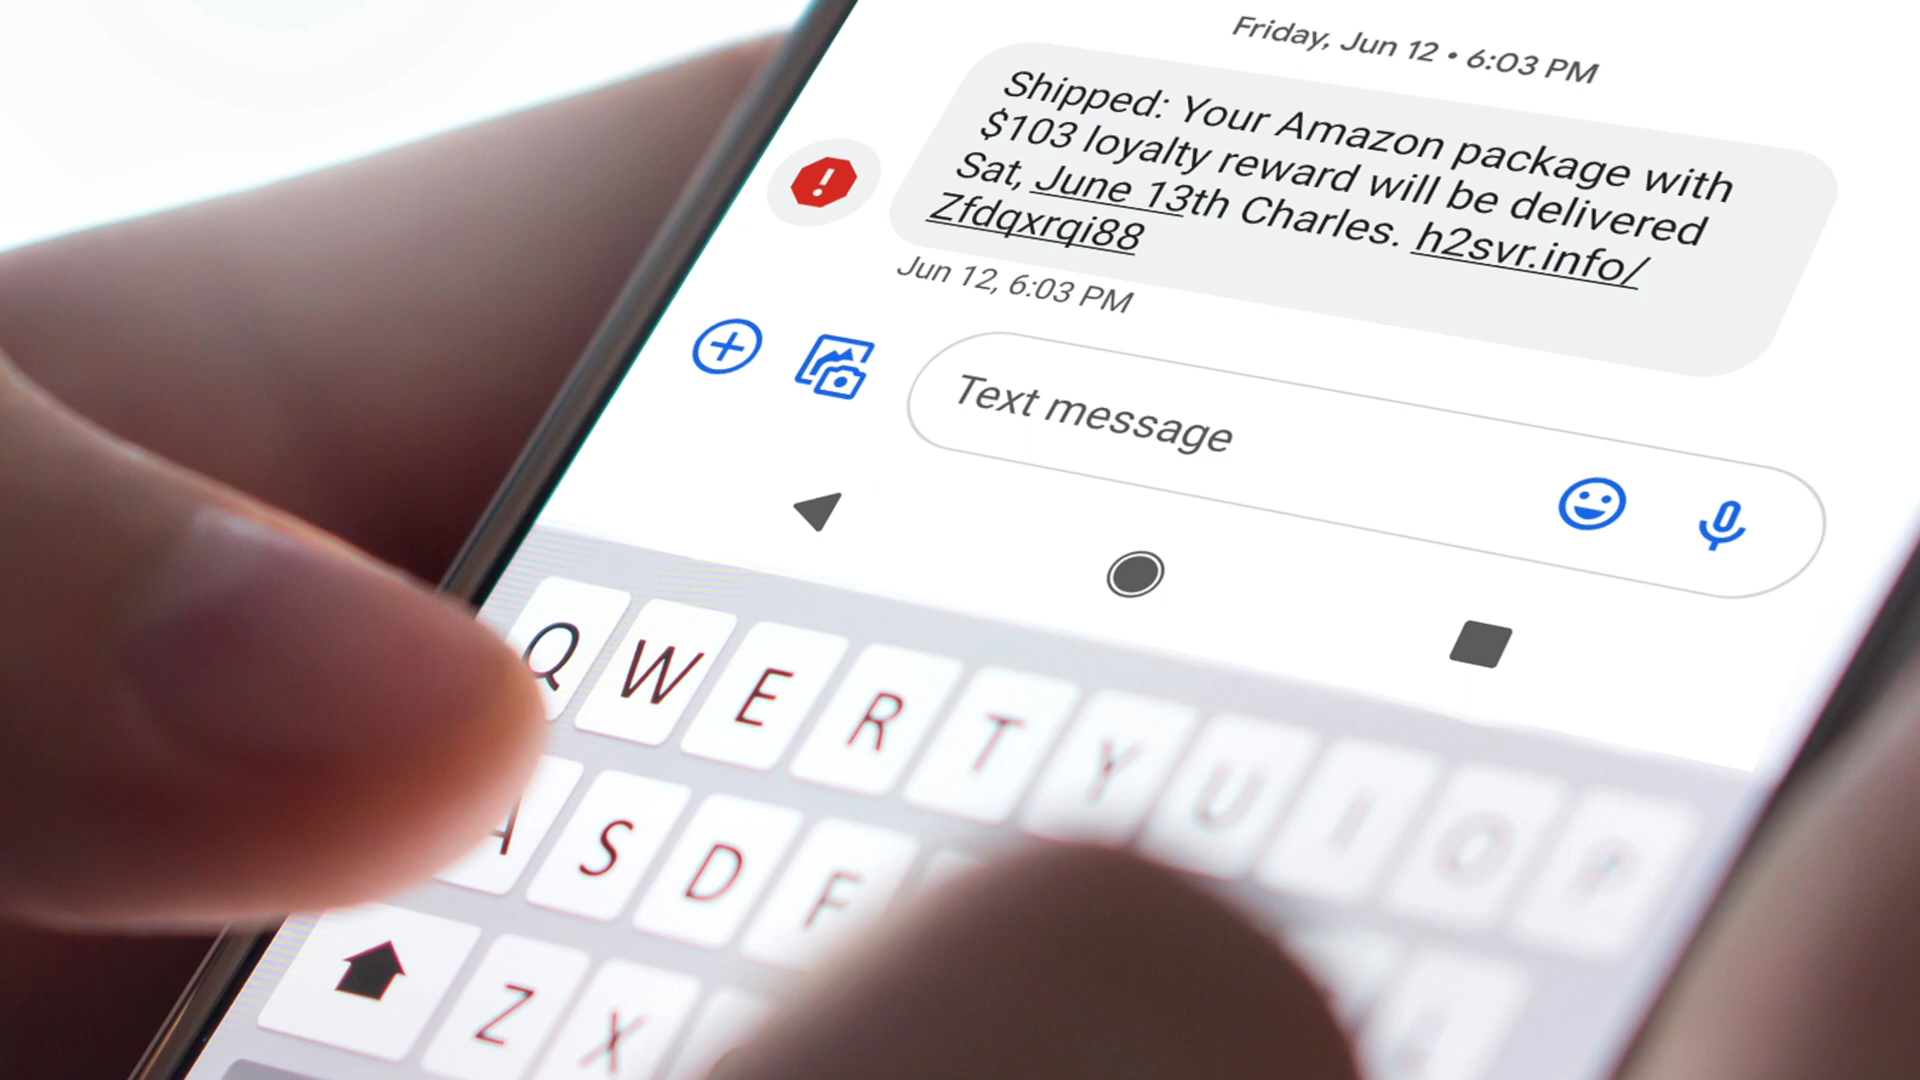 Friday, Jun 12 • 6:03 PM
Shipped: Your Amazon package with
$103 loyalty reward will be delivered
Sat, June 13th Charles. h2svr.info/
Zfdqxrqi88
Jun 12, 6:03 PM
Text message
Q W E R T Y U I O P
A S D F
Z X